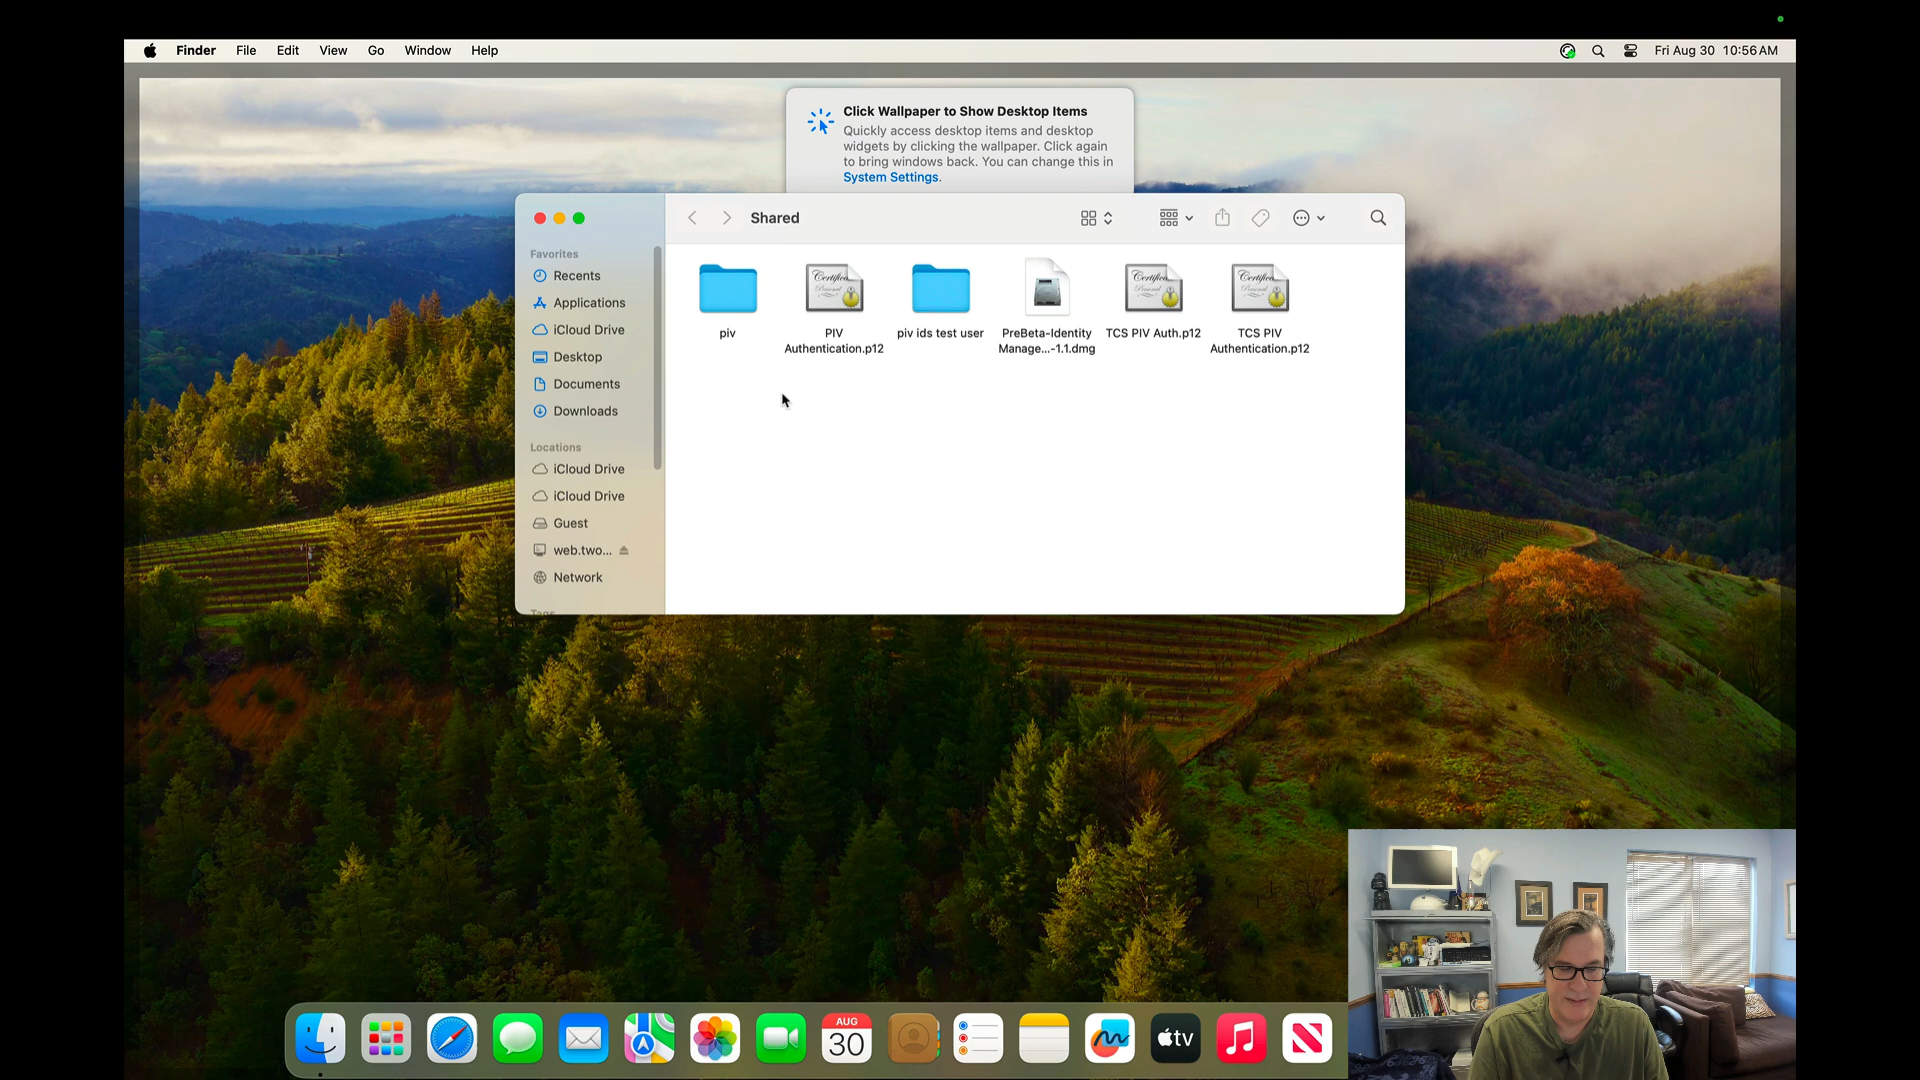 Finder File Edit View Go Window Help
Fri Aug 30 10:56 AM
Click Wallpaper to Show Desktop Items
Quickly access desktop items and desktop
widgets by clicking the wallpaper. Click again
to bring windows back. You can change this in
System Settings.
Shared
Favorites
Recents
Applications
iCloud Drive
Desktop
Documents
Downloads
Locations
iCloud Drive
iCloud Drive
Guest
web.two...
Network
Tags
piv
PIV
Authentication.p12
piv ids test user
PreBeta-Identity
Manage...-1.1.dmg
TCS PIV Auth.p12
TCS PIV
Authentication.p12
AUG
30
tv